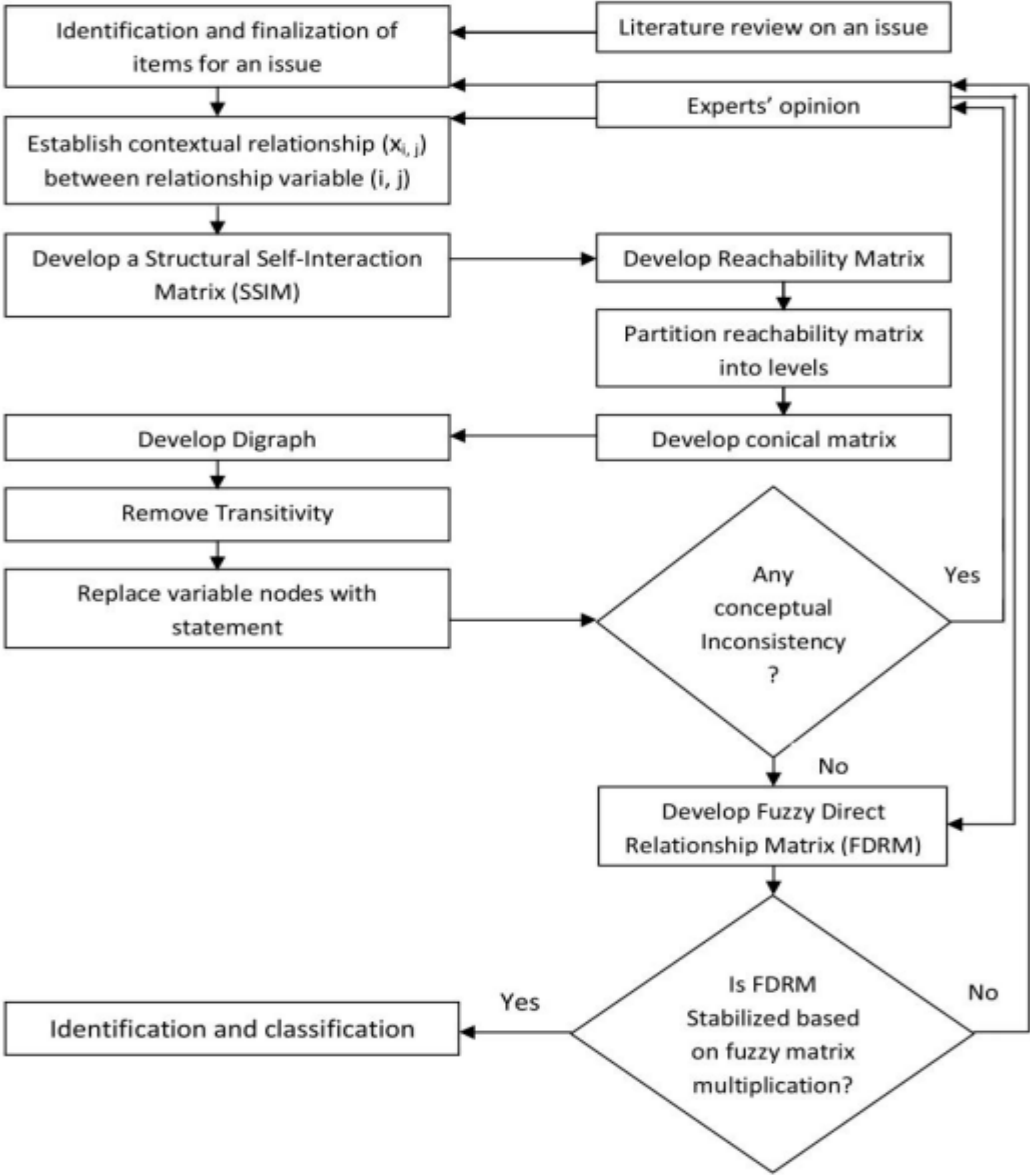 Identification and finalization of
items for an issue
Literature review on an issue
Experts' opinion
Establish contextual relationship (xi, j)
between relationship variable (i, j)
Develop a Structural Self-Interaction
Matrix (SSIM)
Develop Reachability Matrix
Partition reachability matrix
into levels
Develop conical matrix
Develop Digraph
Remove Transitivity
Replace variable nodes with
statement
Any
conceptual
Inconsistency
?
Yes
No
Develop Fuzzy Direct
Relationship Matrix (FDRM)
Is FDRM
Stabilized based
on fuzzy matrix
multiplication?
No
Yes
Identification and classification